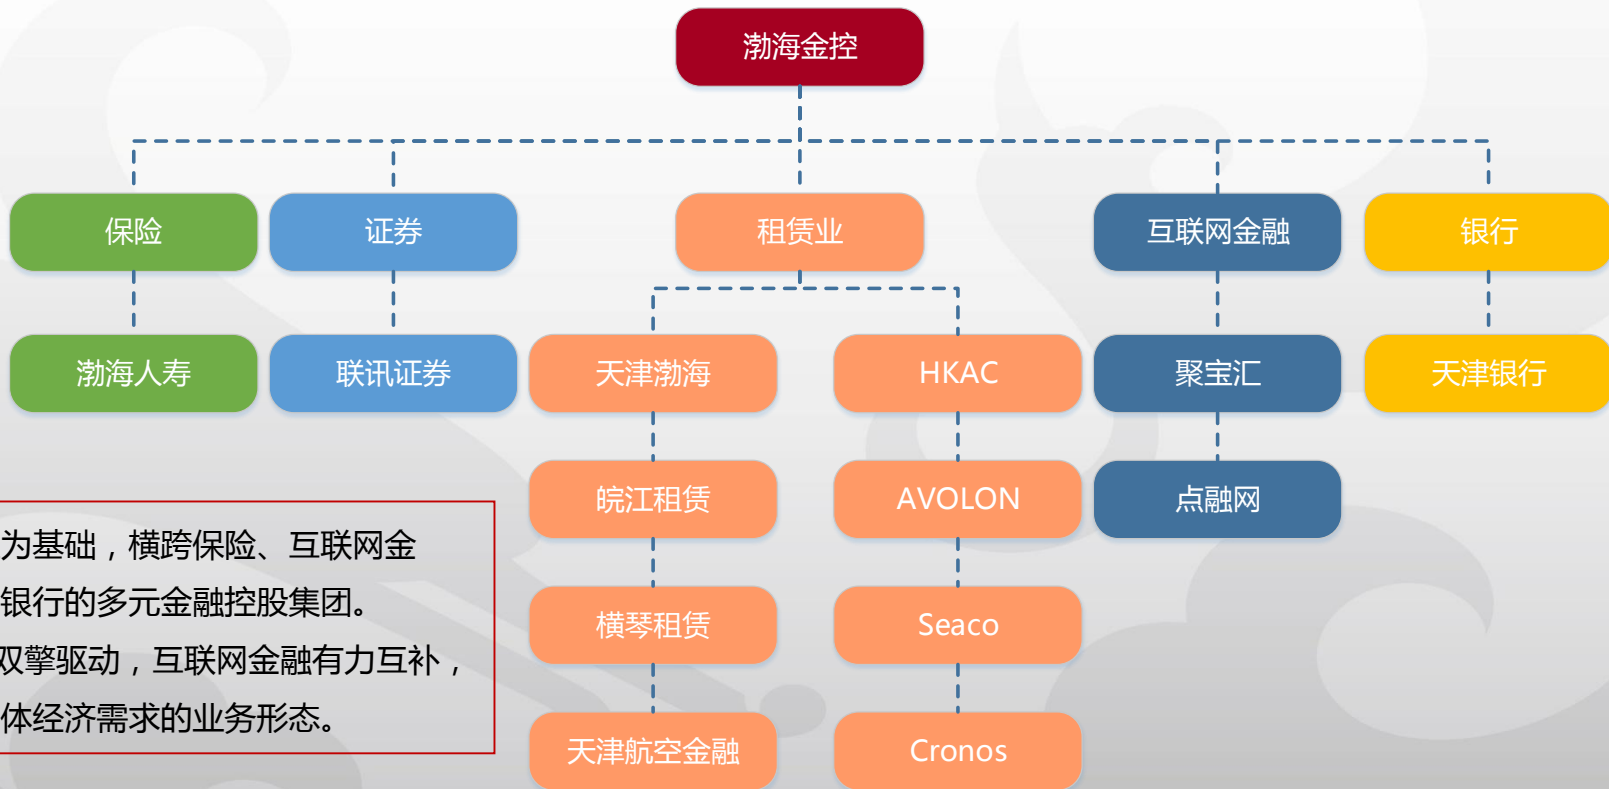 渤海金控
保险
证券
租赁业
互联网金融
银行
渤海人寿
联讯证券
天津渤海
HKAC
聚宝汇
天津银行
皖江租赁
AVOLON
点融网
横琴租赁
Seaco
天津航空金融
Cronos
为基础，横跨保险、互联网金
银行的多元金融控股集团。
双擎驱动，互联网金融有力互补，
体经济需求的业务形态。